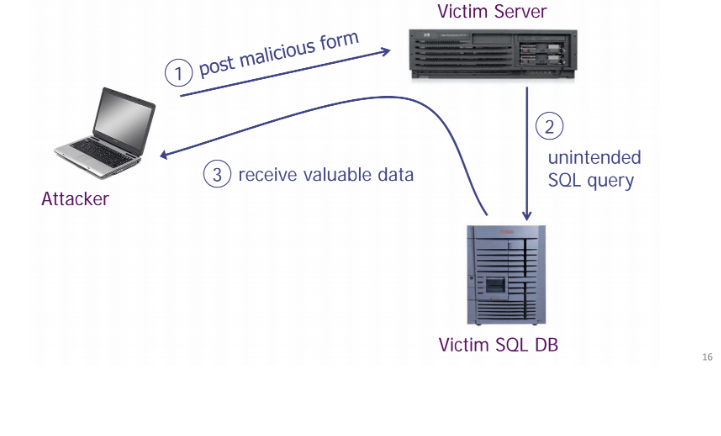 Victim Server
1 post malicious form
2
unintended
SQL query
3 receive valuable data
Attacker
Victim SQL DB
16